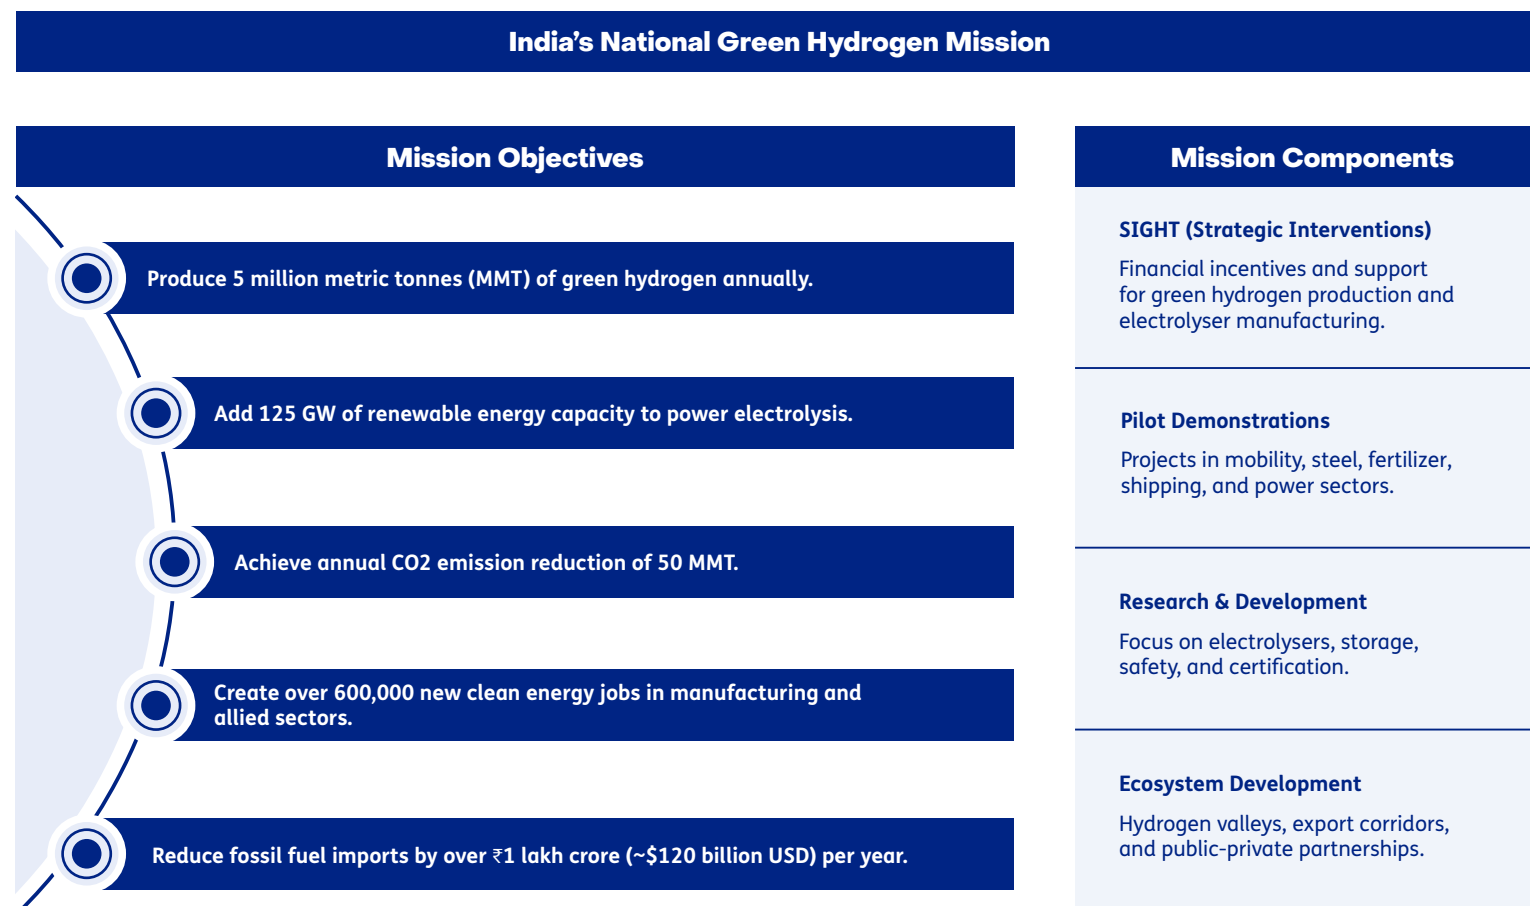 India’s National Green Hydrogen Mission
Mission Objectives
Produce 5 million metric tonnes (MMT) of green hydrogen annually.
Add 125 GW of renewable energy capacity to power electrolysis.
Achieve annual CO2 emission reduction of 50 MMT.
Create over 600,000 new clean energy jobs in manufacturing and
allied sectors.
Reduce fossil fuel imports by over ₹1 lakh crore (~$120 billion USD) per year.
Mission Components
SIGHT (Strategic Interventions)
Financial incentives and support
for green hydrogen production and
electrolyser manufacturing.
Pilot Demonstrations
Projects in mobility, steel, fertilizer,
shipping, and power sectors.
Research & Development
Focus on electrolysers, storage,
safety, and certification.
Ecosystem Development
Hydrogen valleys, export corridors,
and public-private partnerships.